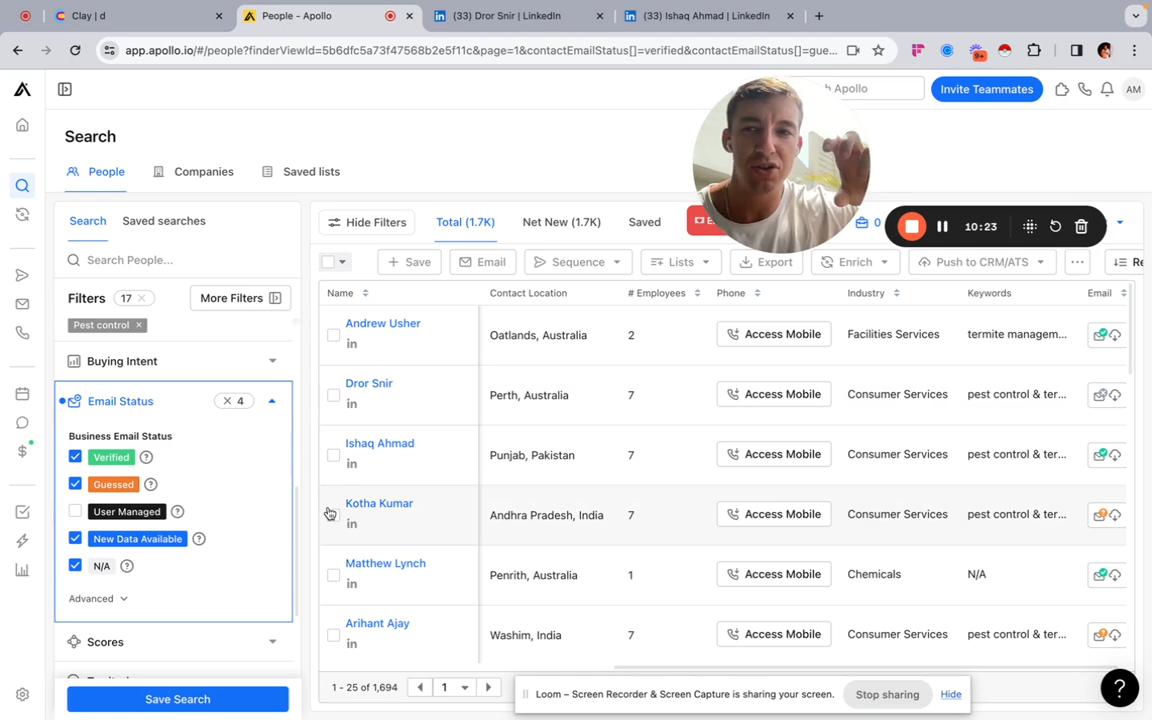 Clay | d
People - Apollo
(33) Dror Snir | LinkedIn
(33) Ishaq Ahmad | LinkedIn
app.apollo.io/#/people?finderViewId=5b6dfc5a73f47568b2e5f11c&page=1&contactEmailStatus[]=verified&contactEmailStatus[]=gue...
9+
Search
h Apollo
Invite Teammates
AM
People
Companies
Saved lists
Search
Saved searches
Hide Filters
Total (1.7K)
Net New (1.7K)
Saved
0
10:23
Search People...
Save
Email
Sequence
Lists
Export
Enrich
Push to CRM/ATS
Re
Filters
17
More Filters
Name
Contact Location
# Employees
Phone
Industry
Keywords
Email
Pest control
Buying Intent
Email Status
4
Business Email Status
Verified
Guessed
User Managed
New Data Available
N/A
Advanced
Scores
Save Search
Andrew Usher
in
Oatlands, Australia
2
Access Mobile
Facilities Services
termite managem...
Dror Snir
in
Perth, Australia
7
Access Mobile
Consumer Services
pest control & ter...
Ishaq Ahmad
in
Punjab, Pakistan
7
Access Mobile
Consumer Services
pest control & ter...
Kotha Kumar
in
Andhra Pradesh, India
7
Access Mobile
Consumer Services
pest control & ter...
Matthew Lynch
in
Penrith, Australia
1
Access Mobile
Chemicals
N/A
Arihant Ajay
in
Washim, India
7
Access Mobile
Consumer Services
pest control & ter...
1 - 25 of 1,694
1
Loom – Screen Recorder & Screen Capture is sharing your screen.
Stop sharing
Hide
?